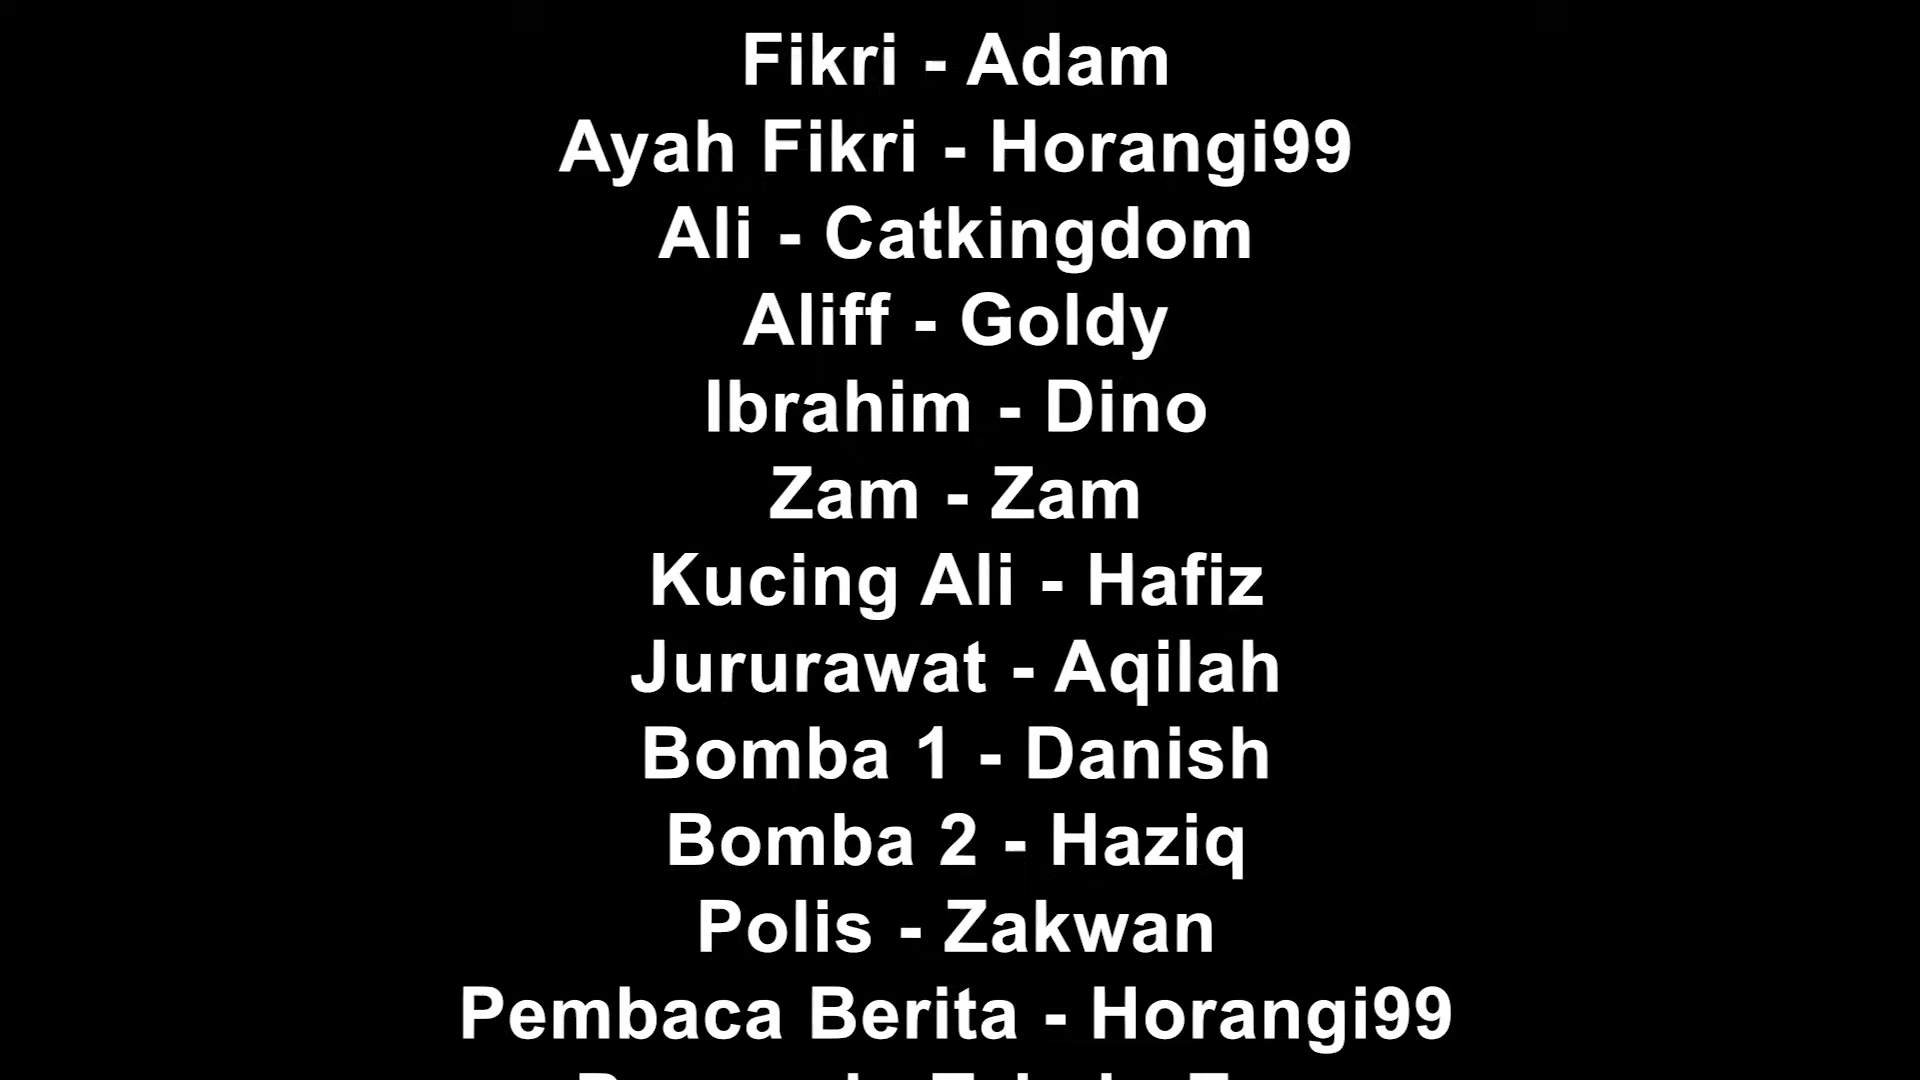 Fikri - Adam
Ayah Fikri - Horangi99
Ali - Catkingdom
Aliff - Goldy
Ibrahim - Dino
Zam - Zam
Kucing Ali - Hafiz
Jururawat - Aqilah
Bomba 1 - Danish
Bomba 2 - Haziq
Polis - Zakwan
Pembaca Berita - Horangi99